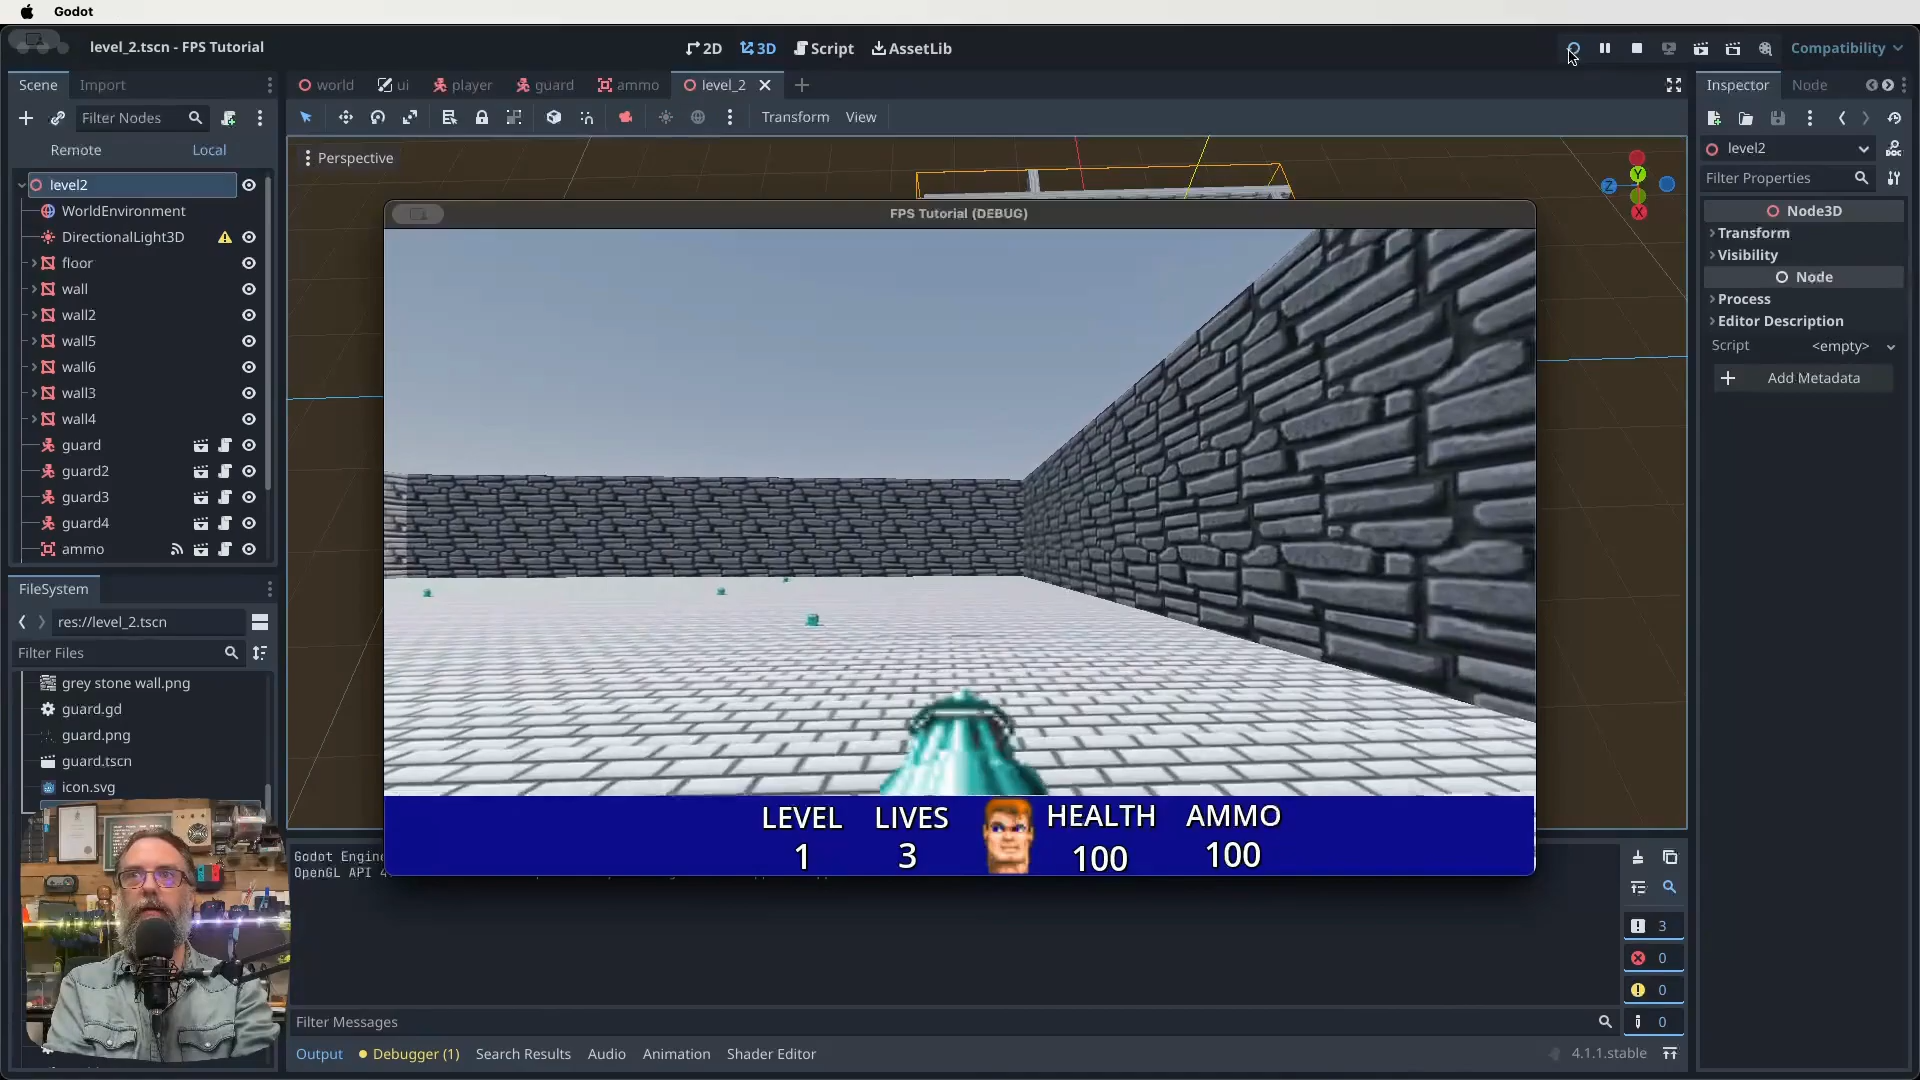 Godot
level_2.tscn - FPS Tutorial
2D
3D
Script
AssetLib
Compatibility
Scene
Import
world
ui
player
guard
ammo
level_2
Inspector
Node
Filter Nodes
Transform
View
Remote
Local
Perspective
level2
Filter Properties
level2
WorldEnvironment
DirectionalLight3D
floor
wall
wall2
wall5
wall6
wall3
wall4
guard
guard2
guard3
guard4
ammo
Node3D
Transform
Visibility
Node
Process
Editor Description
Script
<empty>
Add Metadata
X
Y
Z
FPS Tutorial (DEBUG)
LEVEL
LIVES
HEALTH
AMMO
1
3
100
100
FileSystem
res://level_2.tscn
Filter Files
grey stone wall.png
guard.gd
guard.png
guard.tscn
icon.svg
Godot Engine
OpenGL API 4.
3
0
0
0
Filter Messages
Output
Debugger (1)
Search Results
Audio
Animation
Shader Editor
4.1.1.stable